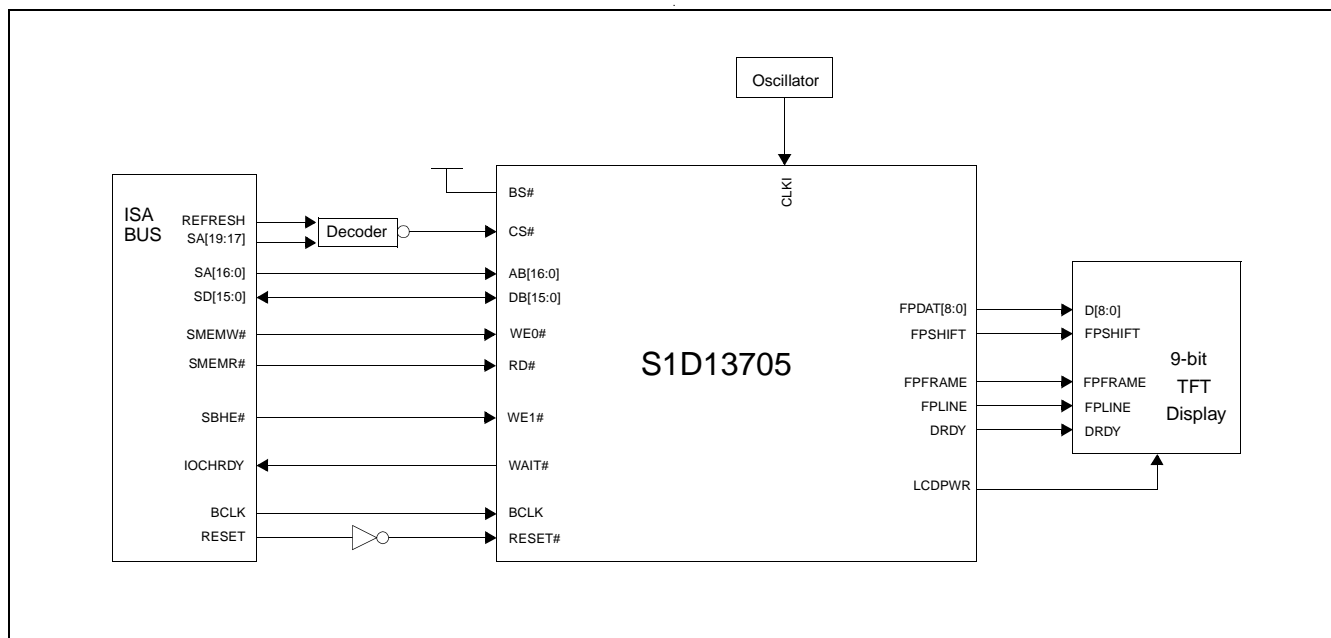 Oscillator
CLKI
ISA
BUS
REFRESH
SA[19:17]
Decoder
SA[16:0]
SD[15:0]
SMEMW#
SMEMR#
SBHE#
IOCHRDY
BCLK
RESET
BS#
CS#
AB[16:0]
DB[15:0]
WE0#
RD#
WE1#
WAIT#
BCLK
RESET#
S1D13705
FPDAT[8:0]
FPSHIFT
FPFRAME
FPLINE
DRDY
LCDPWR
D[8:0]
FPSHIFT
FPFRAME
FPLINE
DRDY
9-bit
TFT
Display